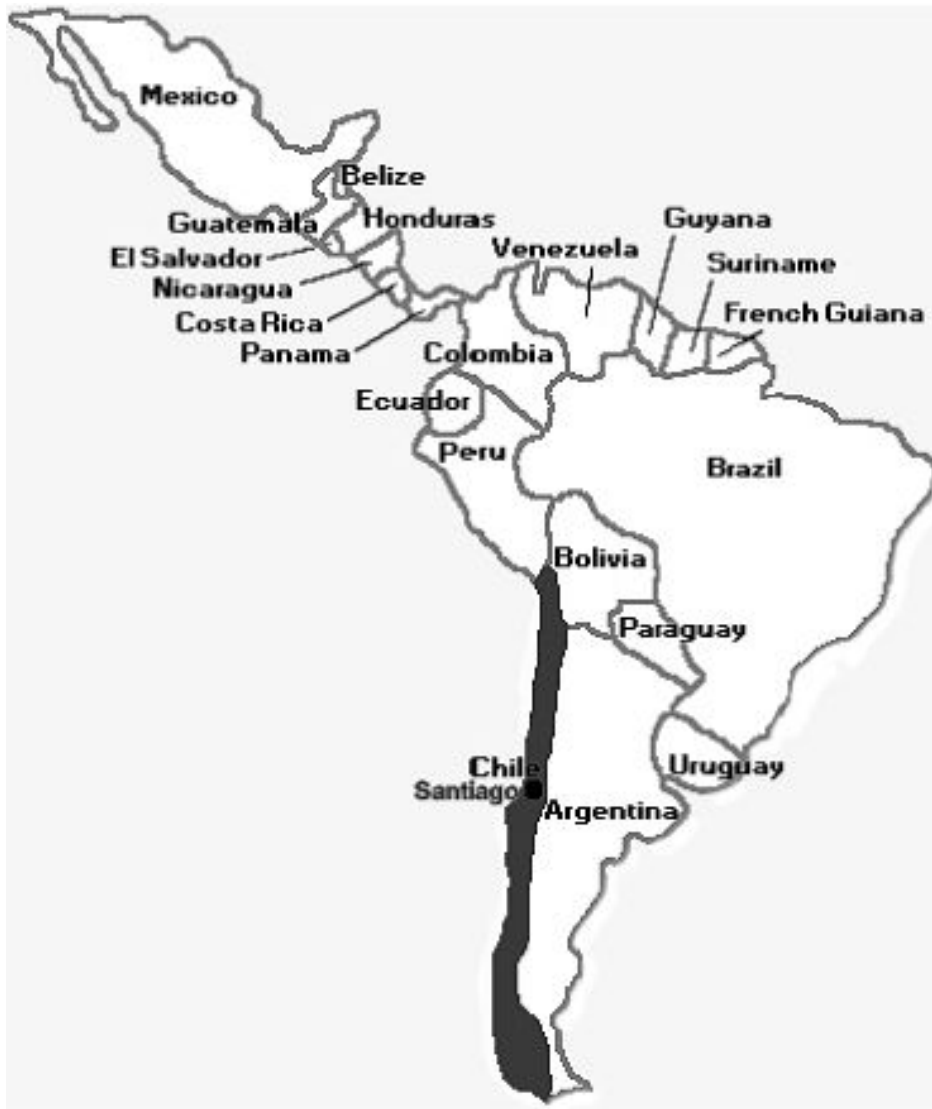 Mexico
Belize
Guatemala
Honduras
Guyana
El Salvador
Venezuela
Suriname
Nicaragua
French Guiana
Costa Rica
Panama
Colombia
Ecuador
Peru
Brazil
Bolivia
Paraguay
Chile
Uruguay
Santiago
Argentina